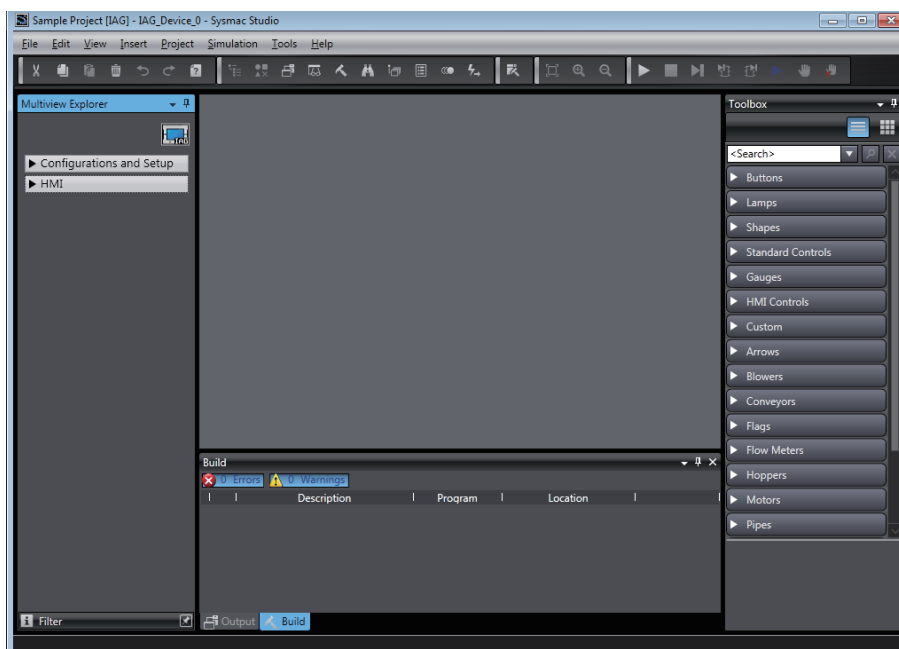 Sample Project [IAG] - IAG_Device_0 - Sysmac Studio
File Edit View Insert Project Simulation Tools Help
Multiview Explorer
IAG
Configurations and Setup
HMI
Toolbox
<Search>
Buttons
Lamps
Shapes
Standard Controls
Gauges
HMI Controls
Custom
Arrows
Blowers
Conveyors
Flags
Flow Meters
Hoppers
Motors
Pipes
Build
0 Errors 0 Warnings
Description Program Location
Filter
Output Build